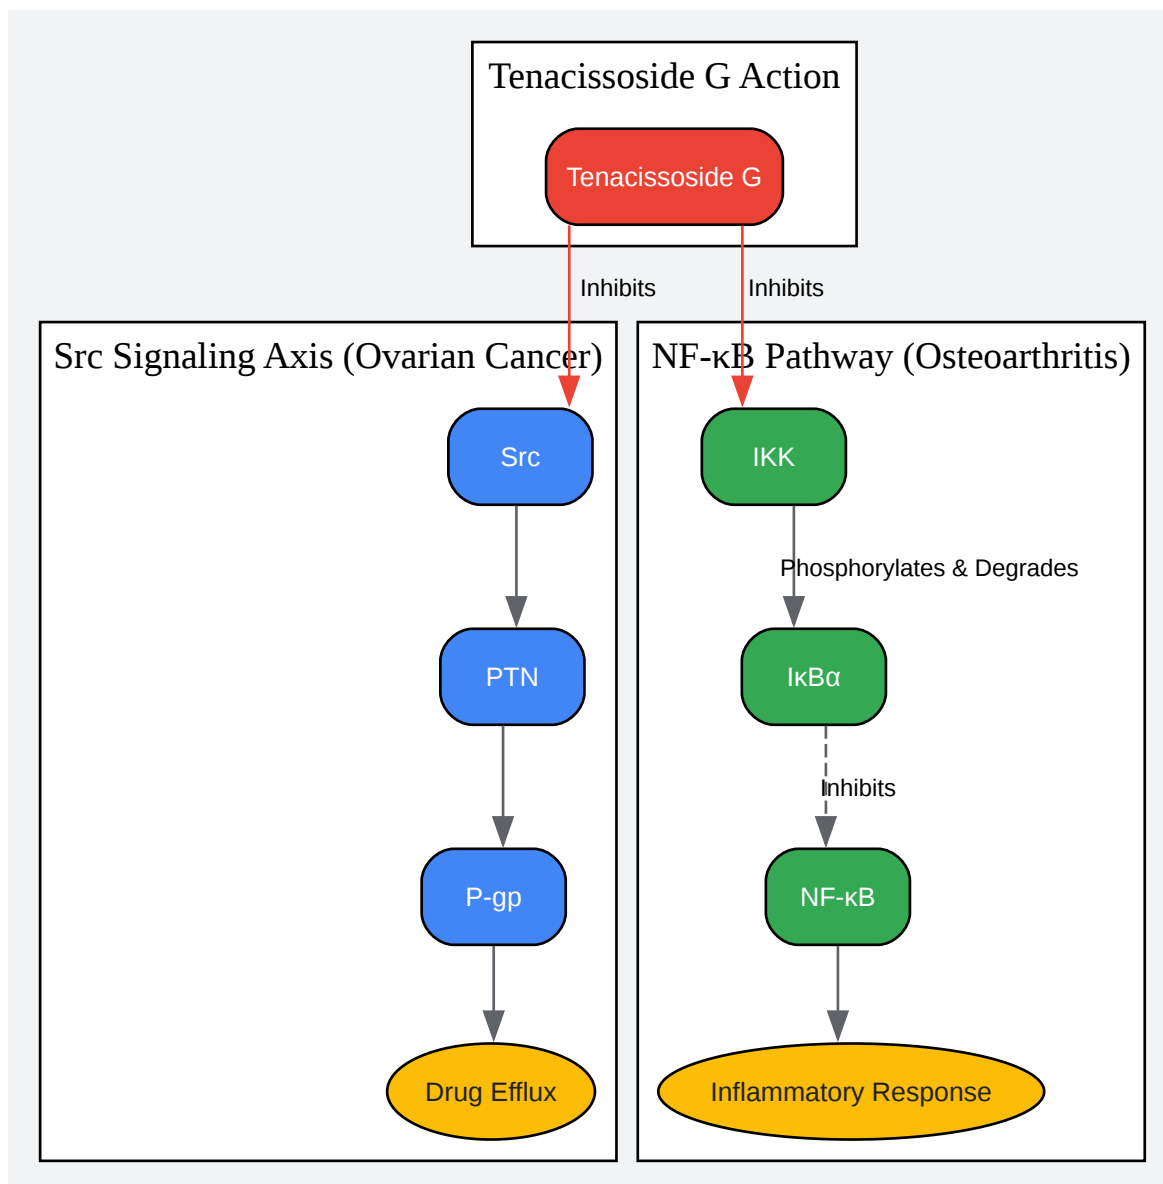 Tenacissoside G Action
Tenacissoside G
Inhibits
Inhibits
Src Signaling Axis (Ovarian Cancer)
Src
PTN
P-gp
Drug Efflux
NF-κB Pathway (Osteoarthritis)
IKK
Phosphorylates & Degrades
IκBα
Inhibits
NF-κB
Inflammatory Response